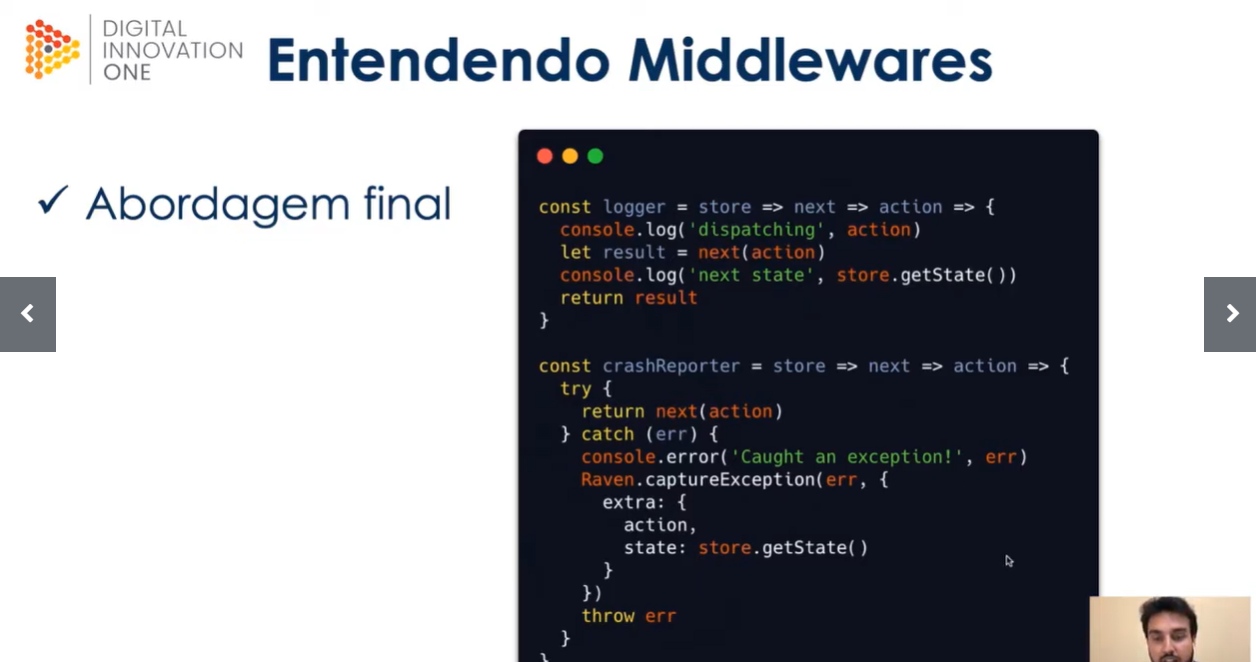 DIGITAL
INNOVATION
ONE
Entendendo Middlewares
Abordagem final
const logger = store => next => action => {
  console.log('dispatching', action)
  let result = next(action)
  console.log('next state', store.getState())
  return result
}
const crashReporter = store => next => action => {
  try {
    return next(action)
  } catch (err) {
    console.error('Caught an exception!', err)
    Raven.captureException(err, {
      extra: {
        action,
        state: store.getState()
      }
    })
    throw err
  }
}